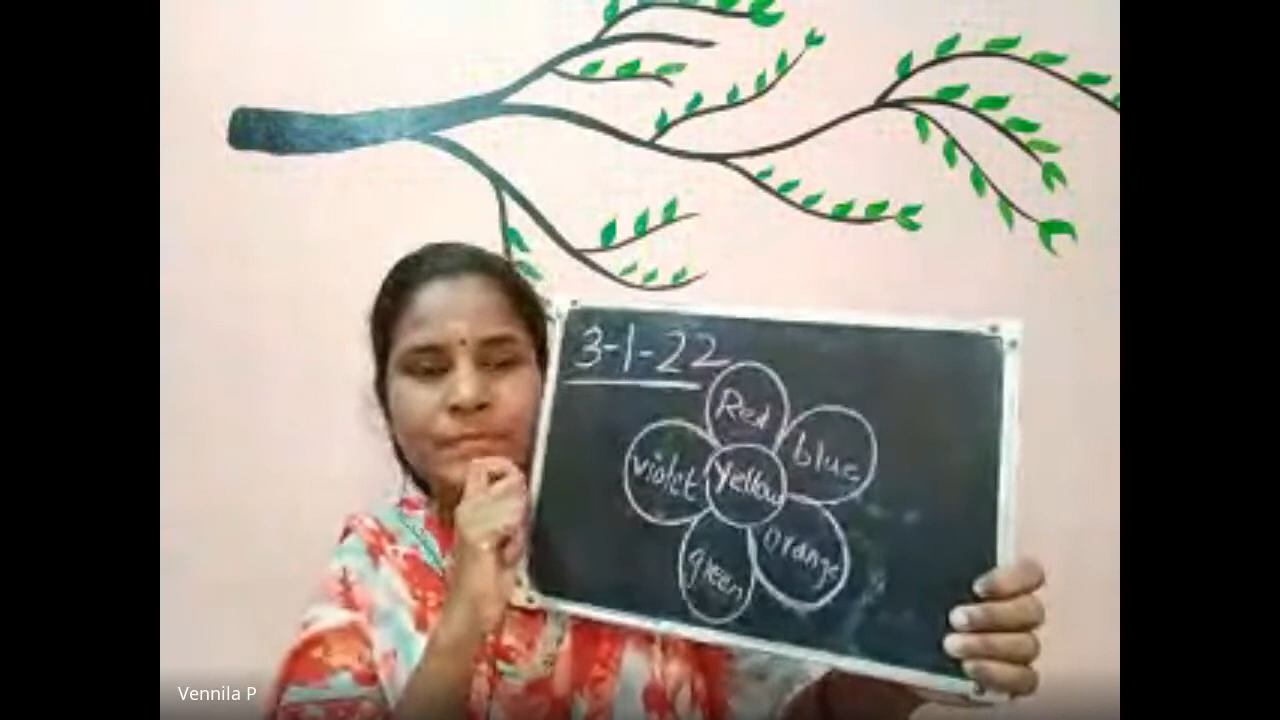 3-1-22
Red
blue
violet
yellow
orange
green
Vennila P